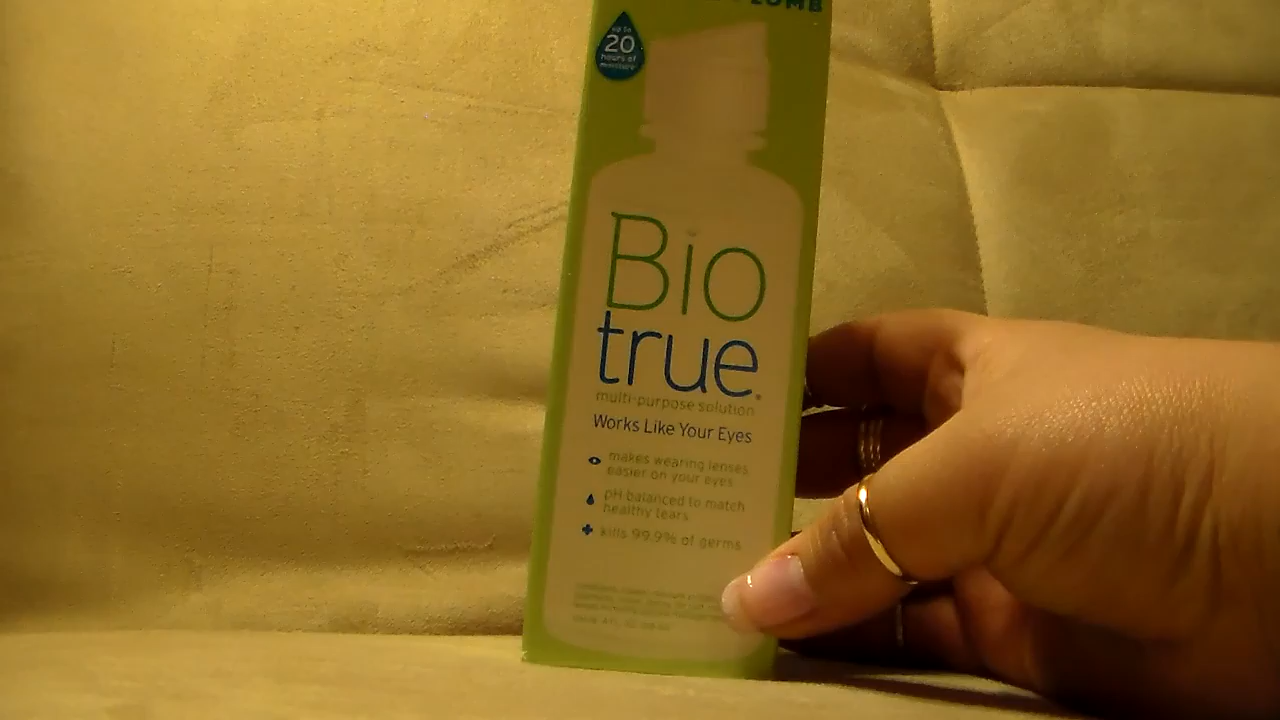 up to
20
hours of
moisture
Bio
true.
multi-purpose solution
Works Like Your Eyes
makes wearing lenses
easier on your eyes
pH balanced to match
healthy tears
kills 99.9% of germs